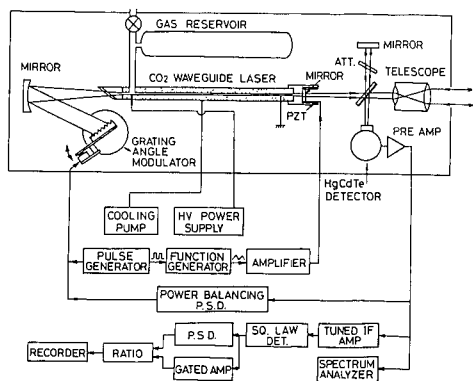 GAS RESERVOIR
MIRROR
ATT.
MIRROR
CO2 WAVEGUIDE LASER
MIRROR
TELESCOPE
PZT
PRE AMP
GRATING
ANGLE
MODULATOR
HgCdTe
DETECTOR
COOLING
PUMP
HV POWER
SUPPLY
PULSE
GENERATOR
FUNCTION
GENERATOR
AMPLIFIER
POWER BALANCING
P.S.D.
RECORDER
RATIO
P.S.D.
GATED AMP
SQ. LAW
DET.
TUNED IF
AMP
SPECTRUM
ANALYZER